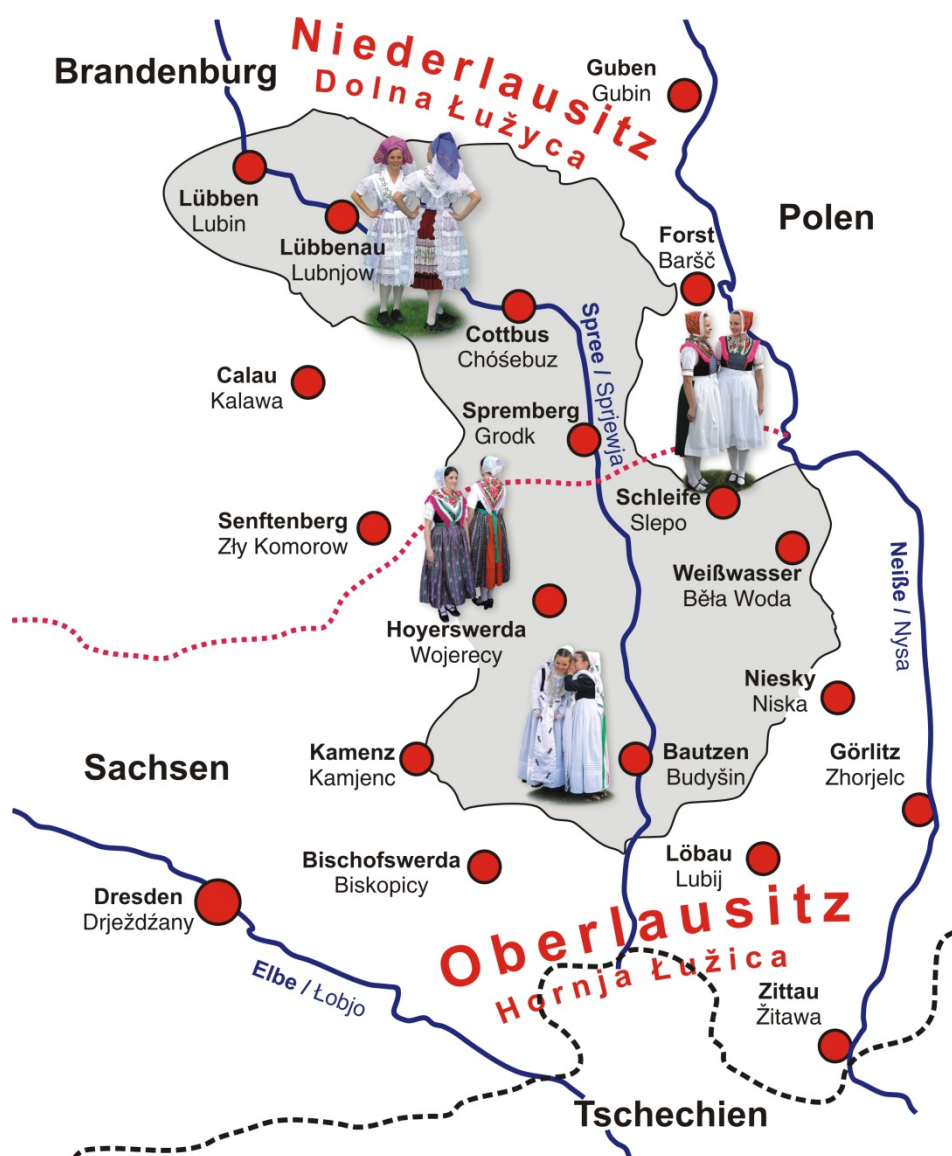 Niederlausitz
Dolna Łužyca
Brandenburg
Guben
Gubin
Lübben
Lubin
Polen
Lübbenau
Lubnjow
Forst
Baršć
Cottbus
Chóśebuz
Spree / Sprjewja
Calau
Kalawa
Spremberg
Grodk
Schleife
Slepo
Senftenberg
Zły Komorow
Weißwasser
Běła Woda
Neiße / Nysa
Hoyerswerda
Wojerecy
Niesky
Niska
Sachsen
Kamenz
Kamjenc
Bautzen
Budyšin
Görlitz
Zhorjelc
Bischofswerda
Biskopicy
Löbau
Lubij
Dresden
Drježdźany
Oberlausitz
Hornja Łužica
Elbe / Łobjo
Zittau
Žitawa
Tschechien